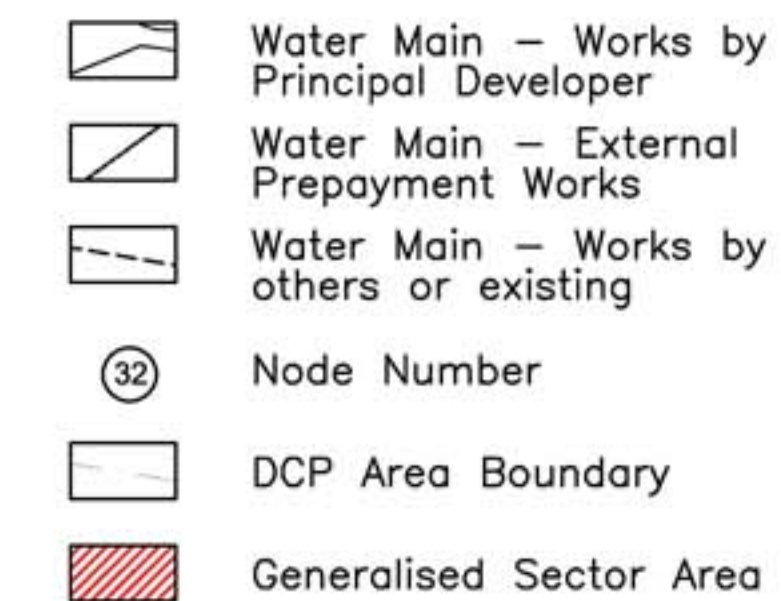 Water Main – Works by
Principal Developer
Water Main – External
Prepayment Works
Water Main – Works by
others or existing
32 Node Number
DCP Area Boundary
Generalised Sector Area